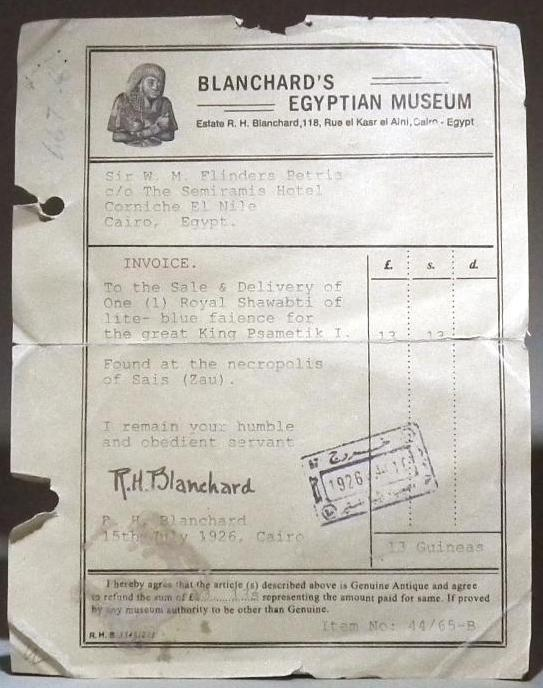 BLANCHARD'S
EGYPTIAN MUSEUM
Estate R. H. Blanchard, 118, Rue el Kasr el Aini, Cairo - Egypt
Sir W. M. Flinders Petrie
c/o The Semiramis Hotel
Corniche El Nile
Cairo, Egypt.
INVOICE. £. s. d.
To the Sale & Delivery of
One (1) Royal Shawabti of
lite- blue faience for
the great King Psametik I. 13 13
Found at the necropolis
of Sais (Zau).
I remain your humble
and obedient servant
خروج
1926
R.H. Blanchard
R. H. Blanchard
15th July 1926, Cairo
13 Guineas
I hereby agree that the article (s) described above is Genuine Antique and agree
to refund the sum of £ representing the amount paid for same. If proved
by any museum authority to be other than Genuine.
Item No: 44/65-B
R. H. B.